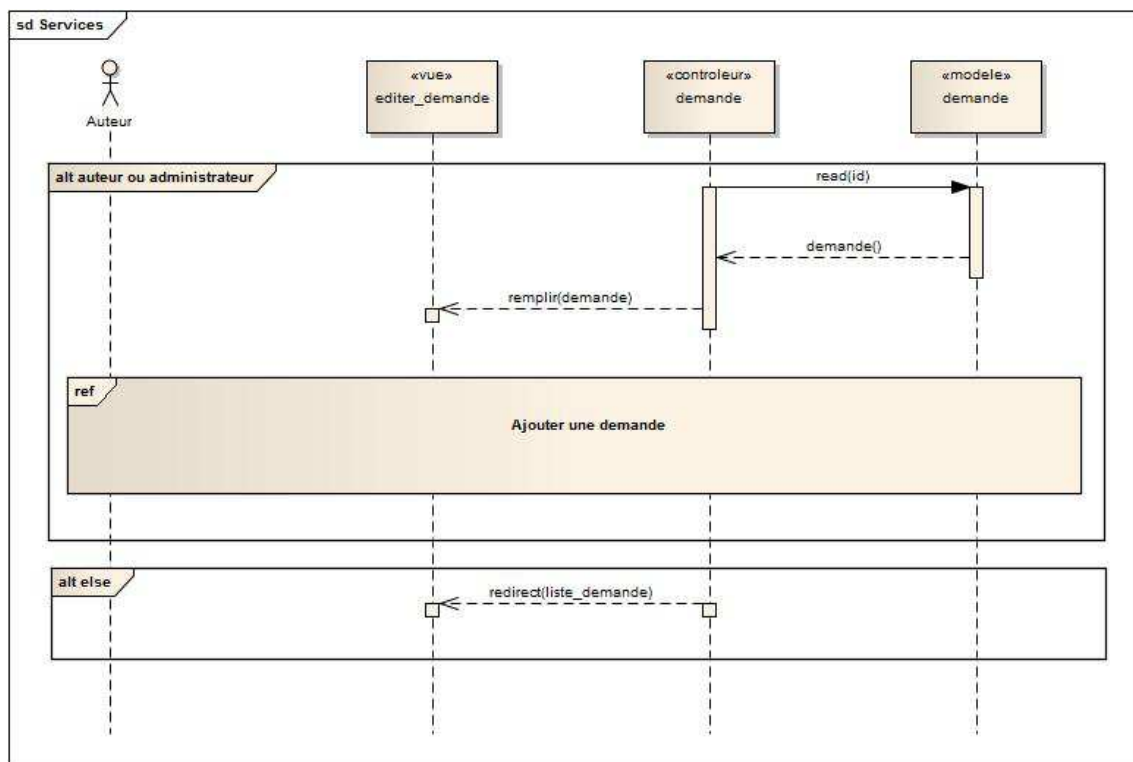 sd Services
Auteur
«vue»
editer_demande
«controleur»
demande
«modele»
demande
alt auteur ou administrateur
read(id)
demande()
remplir(demande)
ref
Ajouter une demande
alt else
redirect(liste_demande)